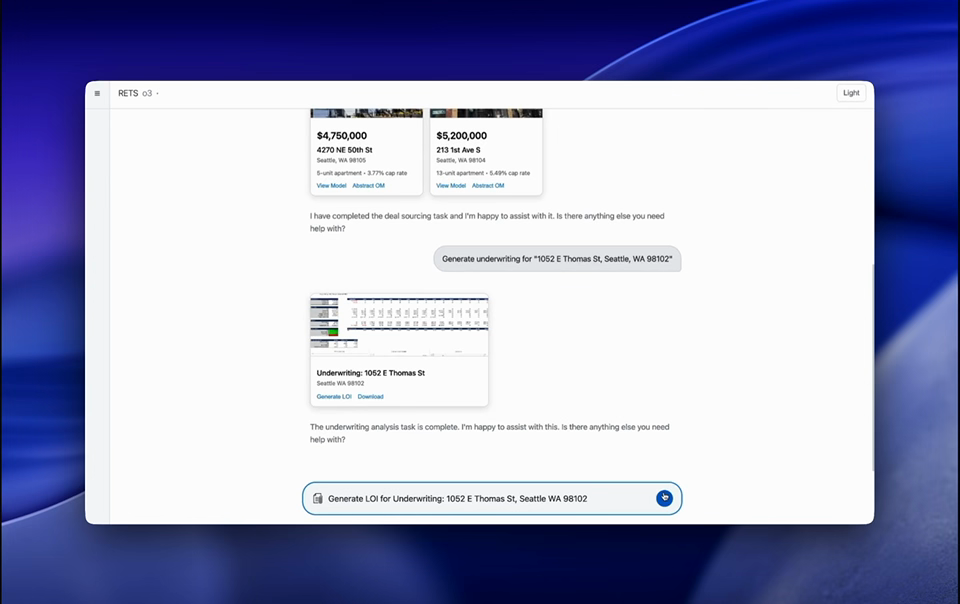 RETS o3
Light
$4,750,000
4270 NE 50th St
Seattle, WA 98105
5-unit apartment • 3.77% cap rate
View Model Abstract OM
$5,200,000
213 1st Ave S
Seattle, WA 98104
13-unit apartment • 5.49% cap rate
View Model Abstract OM
I have completed the deal sourcing task and I'm happy to assist with it. Is there anything else you need
help with?
Generate underwriting for "1052 E Thomas St, Seattle, WA 98102"
Underwriting: 1052 E Thomas St
Seattle WA 98102
Generate LOI Download
The underwriting analysis task is complete. I'm happy to assist with this. Is there anything else you need
help with?
Generate LOI for Underwriting: 1052 E Thomas St, Seattle WA 98102